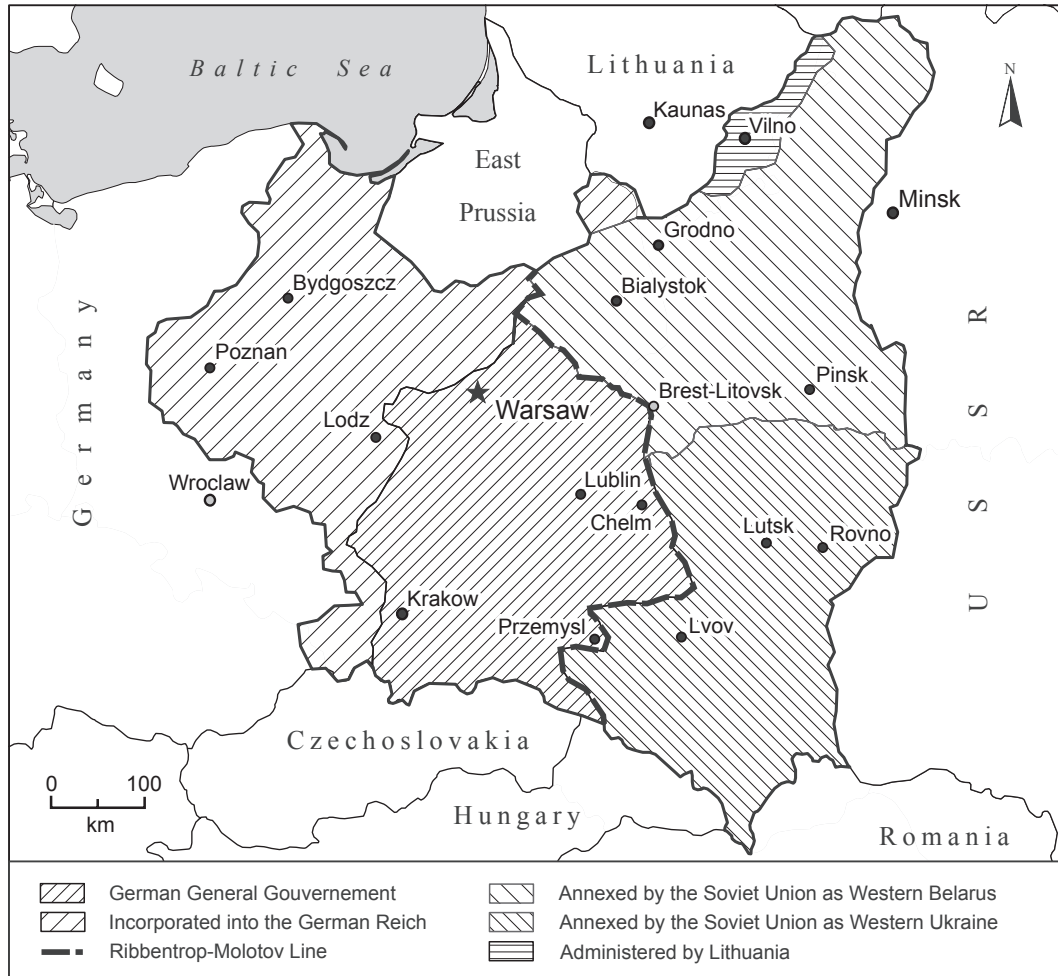 Baltic Sea
Lithuania
N
Kaunas
Vilno
East
Prussia
Minsk
Grodno
Bydgoszcz
Bialystok
Germany
USSR
Poznan
Pinsk
Brest-Litovsk
Warsaw
Lodz
Wroclaw
Lublin
Chelm
Lutsk
Rovno
Krakow
Przemysl
Lvov
Czechoslovakia
0 100
km
Hungary
Romania
German General Gouvernement
Incorporated into the German Reich
Ribbentrop-Molotov Line
Annexed by the Soviet Union as Western Belarus
Annexed by the Soviet Union as Western Ukraine
Administered by Lithuania